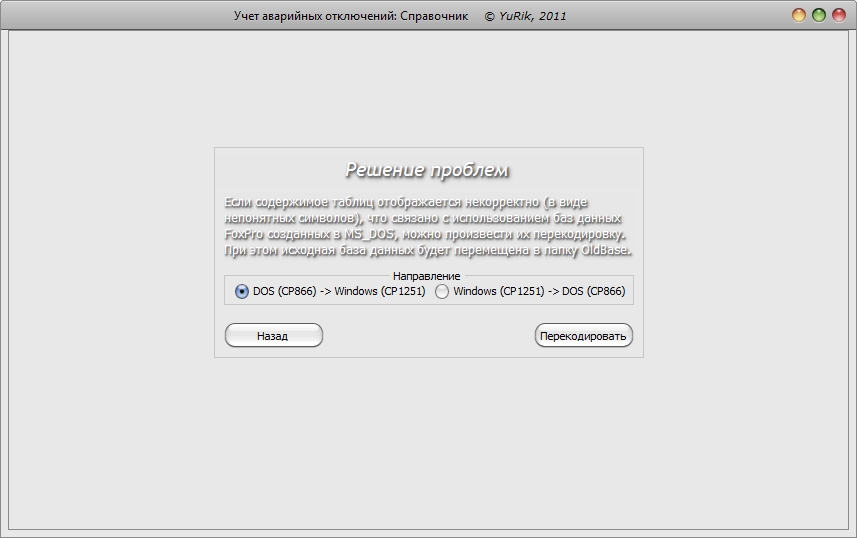 Учет аварийных отключений: Справочник © YuRik, 2011
Решение проблем
Если содержимое таблиц отображается некорректно (в виде
непонятных символов), что связано с использованием баз данных
FoxPro созданных в MS_DOS, можно произвести их перекодировку.
При этом исходная база данных будет перемещена в папку OldBase.
Направление
DOS (CP866) -> Windows (CP1251) Windows (CP1251) -> DOS (CP866)
Назад Перекодировать